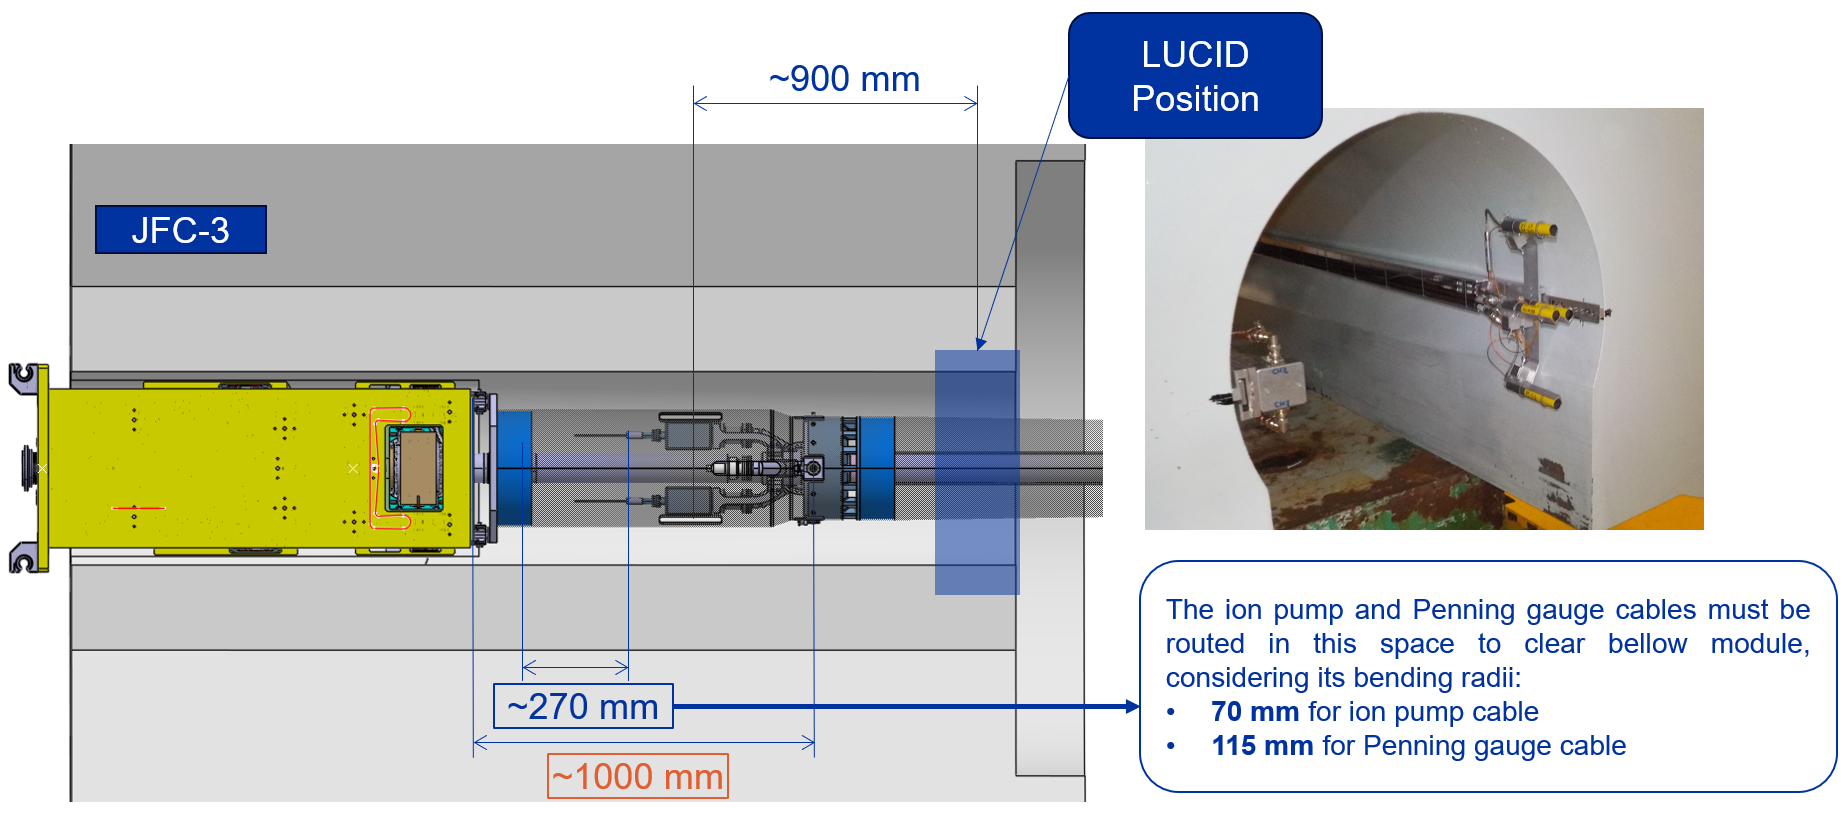 ~900 mm
LUCID
Position
JFC-3
~270 mm
~1000 mm
The ion pump and Penning gauge cables must be
routed in this space to clear bellow module,
considering its bending radii:
• 70 mm for ion pump cable
• 115 mm for Penning gauge cable